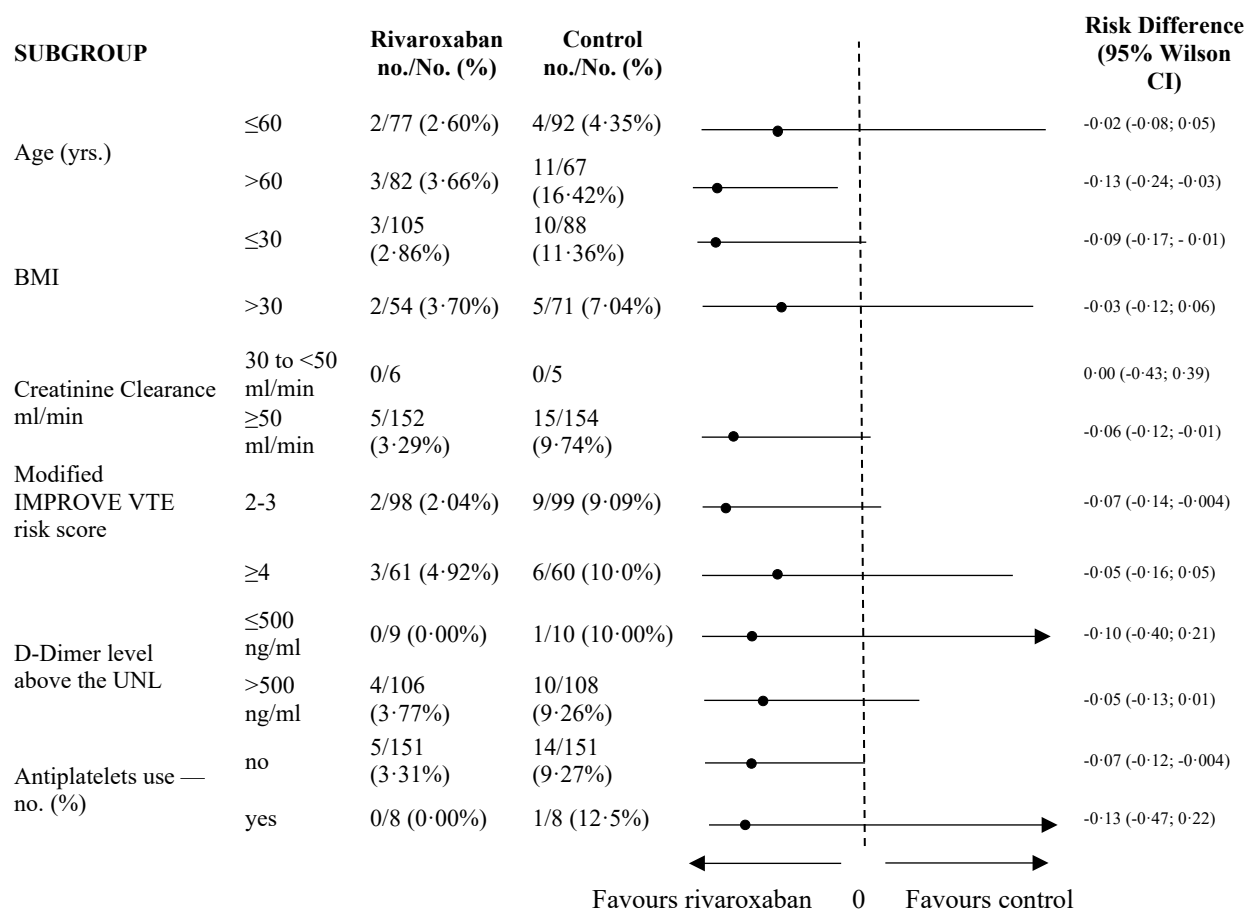 SUBGROUP
Rivaroxaban
no./No. (%)
Control
no./No. (%)
Risk Difference
(95% Wilson
CI)
Age (yrs.)
≤60
2/77 (2·60%)
4/92 (4·35%)
-0·02 (-0·08; 0·05)
>60
3/82 (3·66%)
11/67
(16·42%)
-0·13 (-0·24; -0·03)
BMI
≤30
3/105
(2·86%)
10/88
(11·36%)
-0·09 (-0·17; - 0·01)
>30
2/54 (3·70%)
5/71 (7·04%)
-0·03 (-0·12; 0·06)
Creatinine Clearance
ml/min
30 to <50
ml/min
0/6
0/5
0·00 (-0·43; 0·39)
≥50
ml/min
5/152
(3·29%)
15/154
(9·74%)
-0·06 (-0·12; -0·01)
Modified
IMPROVE VTE
risk score
2-3
2/98 (2·04%)
9/99 (9·09%)
-0·07 (-0·14; -0·004)
≥4
3/61 (4·92%)
6/60 (10·0%)
-0·05 (-0·16; 0·05)
D-Dimer level
above the UNL
≤500
ng/ml
0/9 (0·00%)
1/10 (10·00%)
-0·10 (-0·40; 0·21)
>500
ng/ml
4/106
(3·77%)
10/108
(9·26%)
-0·05 (-0·13; 0·01)
Antiplatelets use —
no. (%)
no
5/151
(3·31%)
14/151
(9·27%)
-0·07 (-0·12; -0·004)
yes
0/8 (0·00%)
1/8 (12·5%)
-0·13 (-0·47; 0·22)
Favours rivaroxaban 0 Favours control